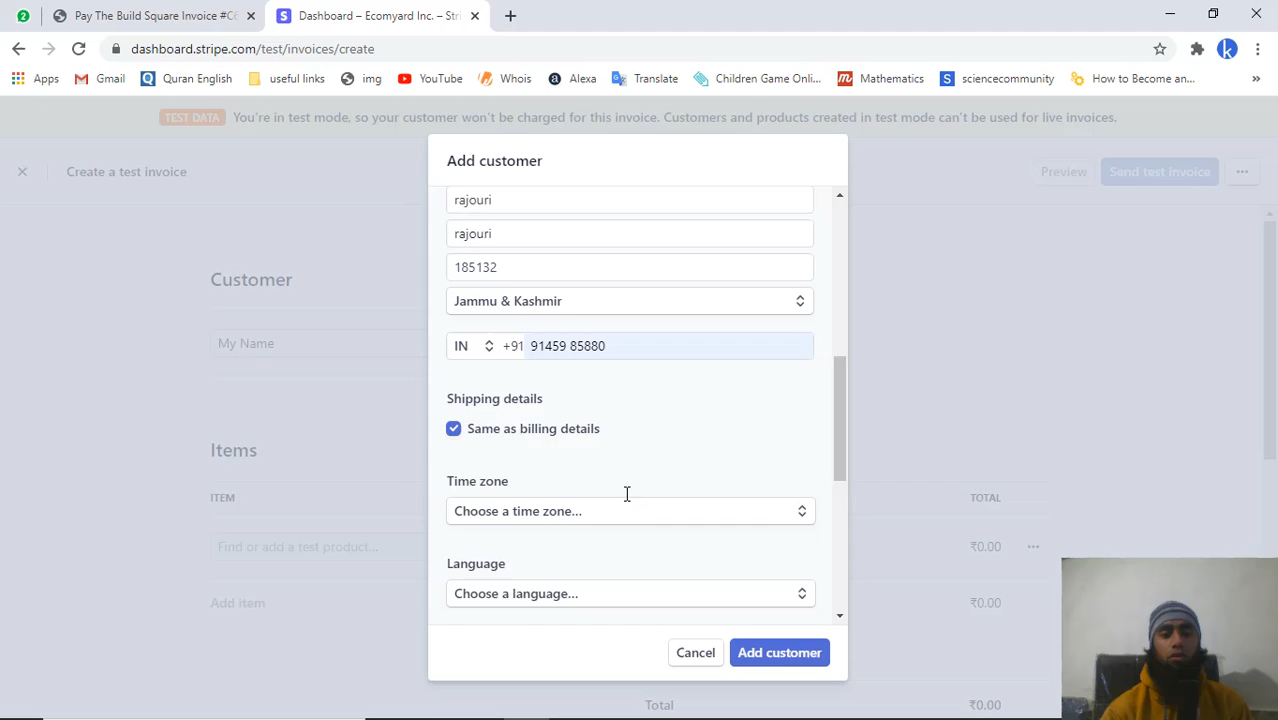 2
Pay The Build Square Invoice #C6
Dashboard – Ecomyard Inc. – Stri
dashboard.stripe.com/test/invoices/create
Apps
Gmail
Quran English
useful links
img
YouTube
Whois
Alexa
Translate
Children Game Onli...
Mathematics
sciencecommunity
How to Become an...
TEST DATA You're in test mode, so your customer won't be charged for this invoice. Customers and products created in test mode can't be used for live invoices.
Create a test invoice
Preview
Send test invoice
Add customer
rajouri
rajouri
185132
Jammu & Kashmir
IN +91 91459 85880
Shipping details
Same as billing details
Time zone
Choose a time zone...
Language
Choose a language...
Cancel
Add customer
Customer
My Name
Items
ITEM
TOTAL
Find or add a test product...
₹0.00
Add item
₹0.00
Total
₹0.00